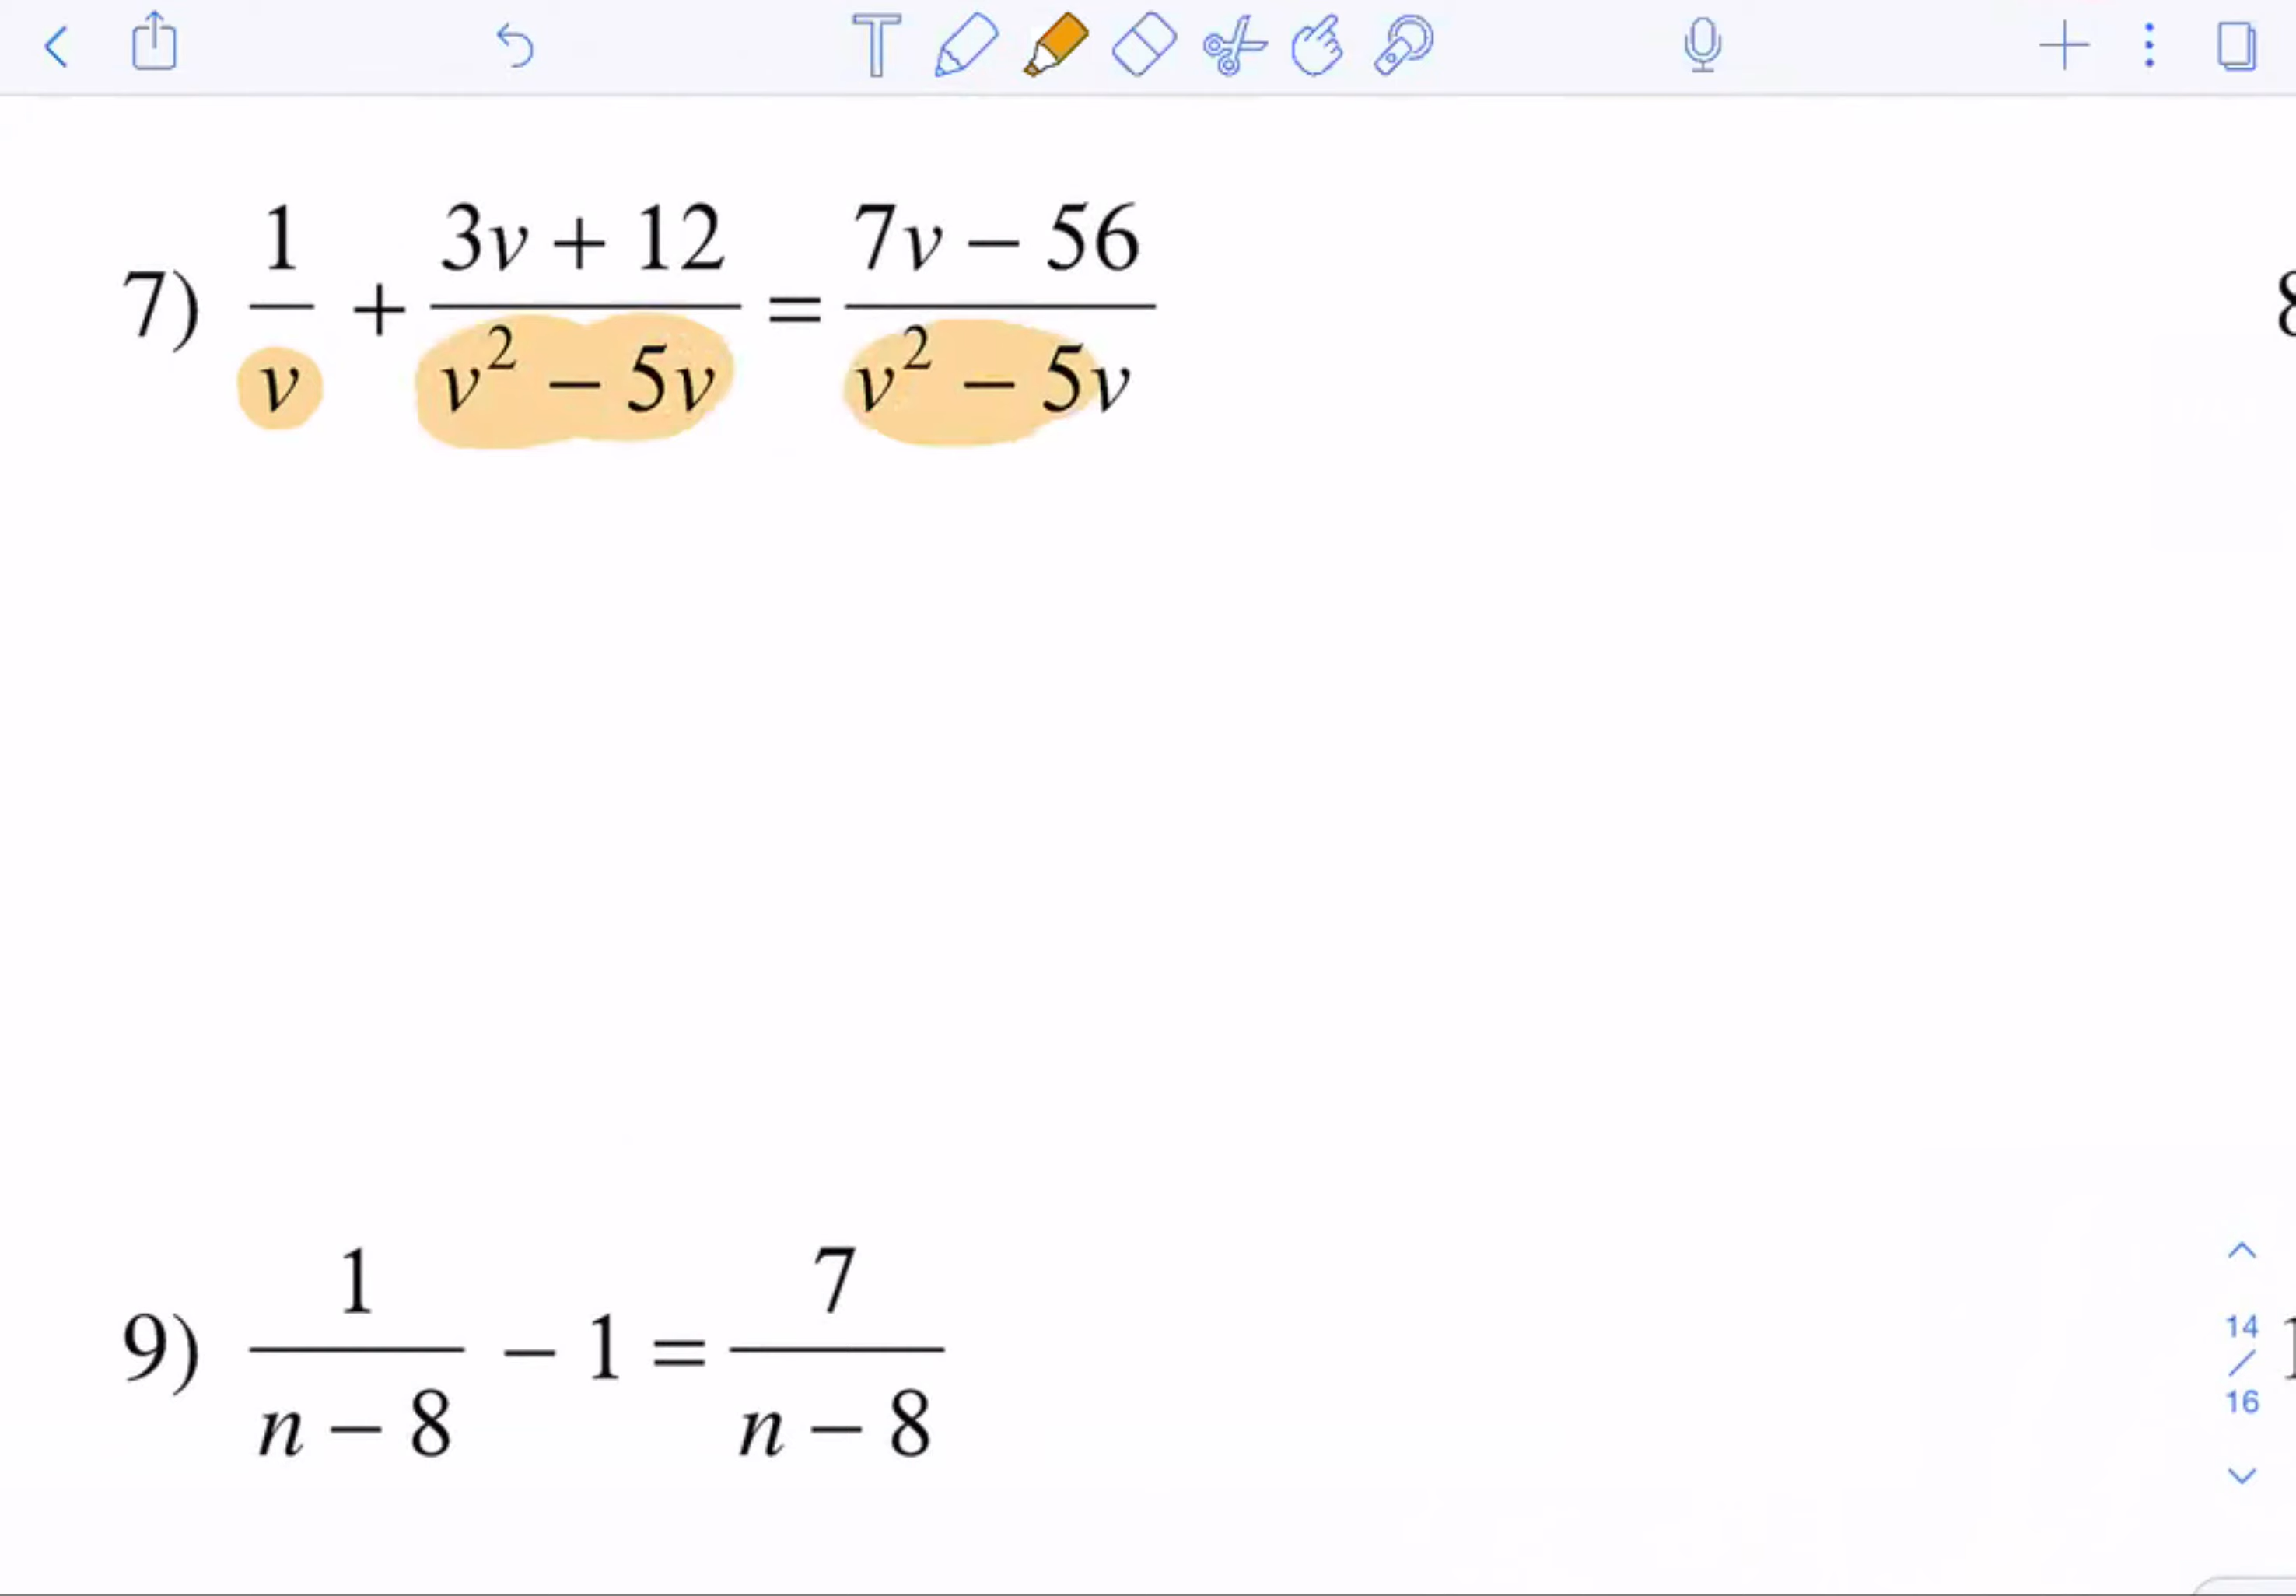 7) 1/v + (3v + 12)/(v² − 5v) = (7v − 56)/(v² − 5v)
9) 1/(n − 8) − 1 = 7/(n − 8)
14
/
16